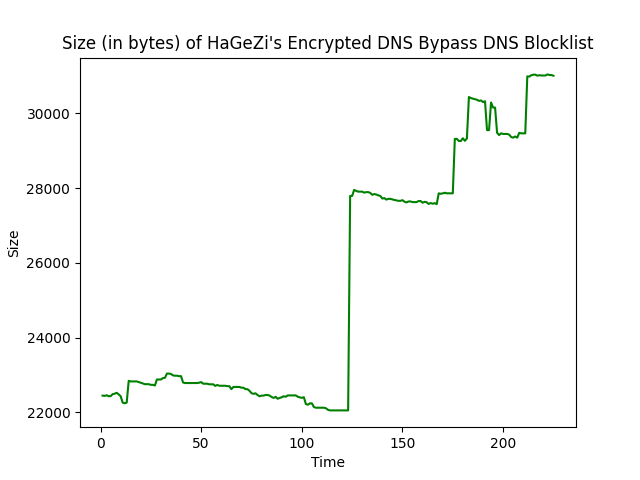 Size (in bytes) of HaGeZi's Encrypted DNS Bypass DNS Blocklist
30000
28000
26000
24000
22000
Size
0 50 100 150 200
Time